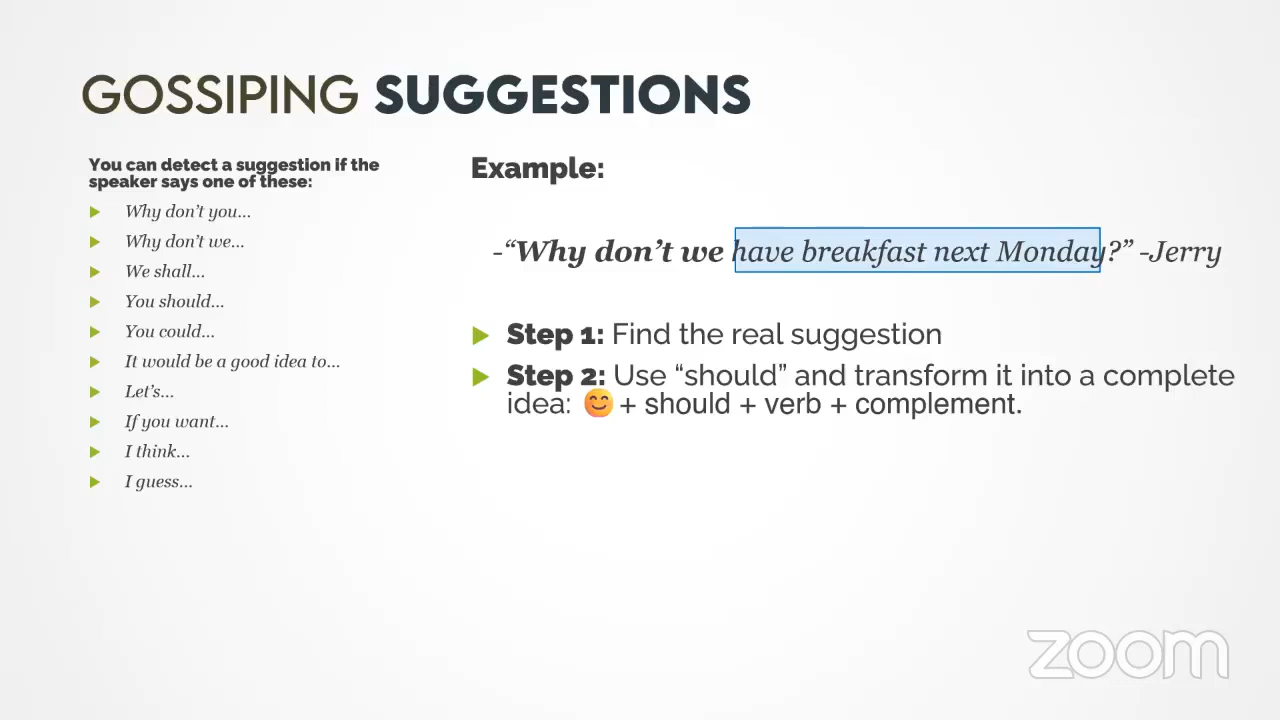 GOSSIPING SUGGESTIONS
You can detect a suggestion if the
speaker says one of these:
Why don't you...
Why don't we...
We shall...
You should...
You could...
It would be a good idea to...
Let's...
If you want...
I think...
I guess...
Example:
-“Why don't we have breakfast next Monday?” -Jerry
Step 1: Find the real suggestion
Step 2: Use “should” and transform it into a complete
idea: 😊 + should + verb + complement.
zoom